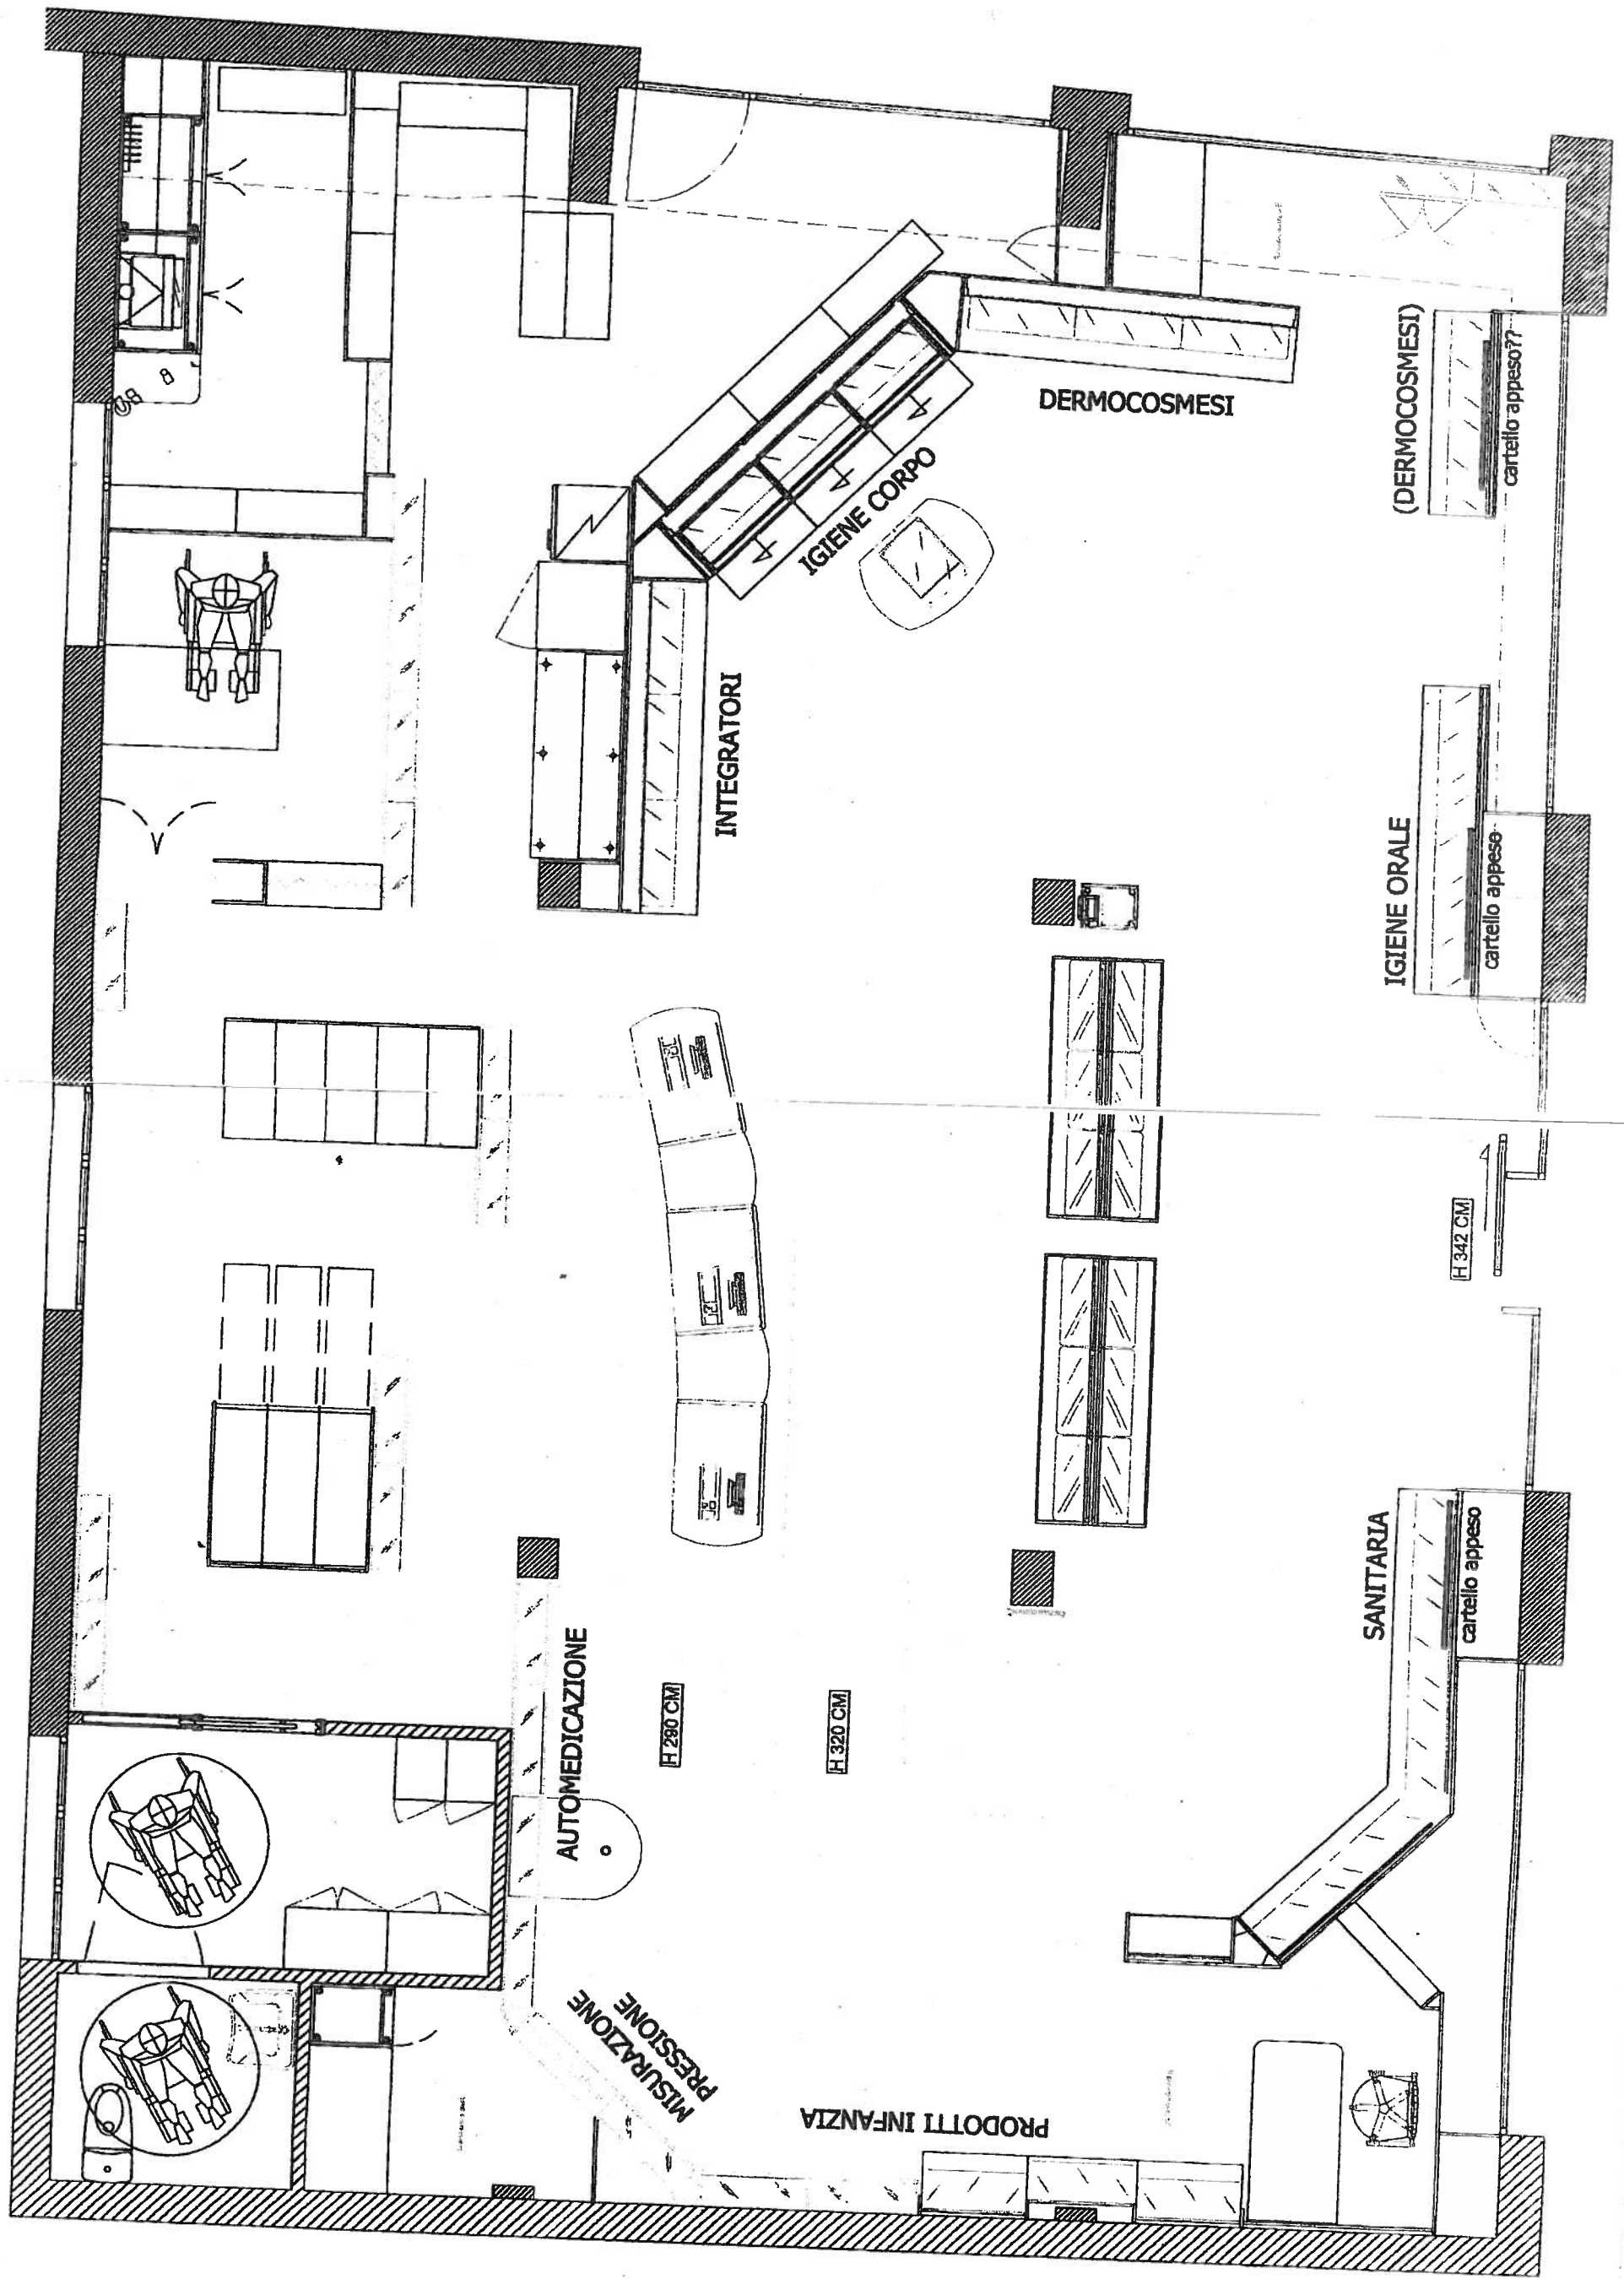 DERMOCOSMESI
(DERMOCOSMESI)
cartello appeso??
IGIENE CORPO
INTEGRATORI
IGIENE ORALE
cartello appeso
H 342 CM
SANITARIA
cartello appeso
AUTOMEDICAZIONE
H 290 CM
H 320 CM
MISURAZIONE
PRESSIONE
PRODOTTI INFANZIA